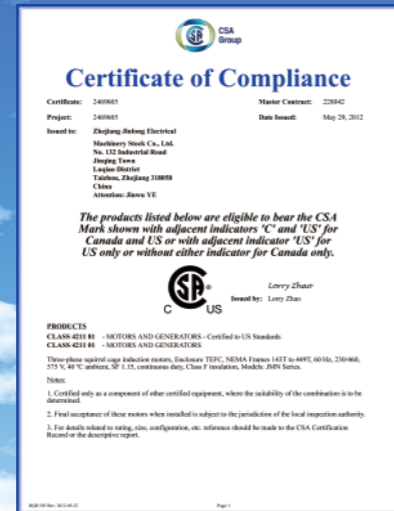 CSA
Group
Certificate of Compliance
Certificate: 2469605 Master Contract: 228042
Project: 2469605 Date Issued: May 29, 2012
Issued to: Zhejiang Jinlong Electrical
Machinery Stock Co., Ltd.
No. 132 Industrial Road
Jinqing Town
Luqiao District
Taizhou, Zhejiang 318058
China
Attention: Jinwu YE
The products listed below are eligible to bear the CSA
Mark shown with adjacent indicators 'C' and 'US' for
Canada and US or with adjacent indicator 'US' for
US only or without either indicator for Canada only.
C US
Lorry Zhao
Issued by: Lorry Zhao
PRODUCTS
CLASS 4211 81 - MOTORS AND GENERATORS - Certified to US Standards
CLASS 4211 01 - MOTORS AND GENERATORS
Three-phase squirrel cage induction motors, Enclosure TEFC, NEMA Frames 143T to 449T, 60 Hz, 230/460,
575 V, 40 °C ambient, SF 1.15, continuous duty, Class F insulation, Models: JMN Series.
Notes:
1. Certified only as a component of other certified equipment, where the suitability of the combination is to be
determined.
2. Final acceptance of these motors when installed is subject to the jurisdiction of the local inspection authority.
3. For details related to rating, size, configuration, etc. reference should be made to the CSA Certification
Record or the descriptive report.
Page 1